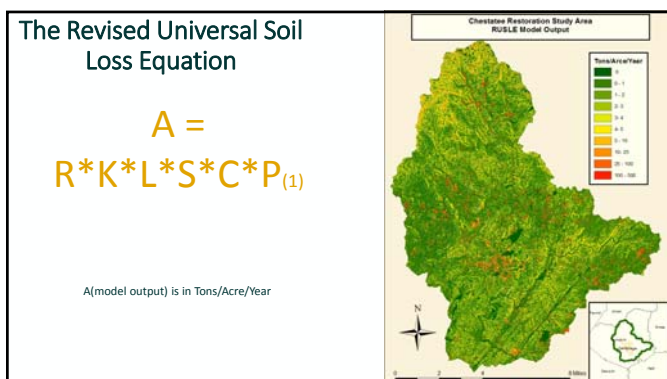 The Revised Universal Soil
Loss Equation
A =
R*K*L*S*C*P(1)
A(model output) is in Tons/Acre/Year
Chestatee Restoration Study Area
RUSLE Model Output
Tons/Arce/Year
0
0 - 1
1 - 2
2 - 3
3 - 4
4 - 5
5 - 10
10 - 25
25 - 100
N
0
2
4
8 Miles